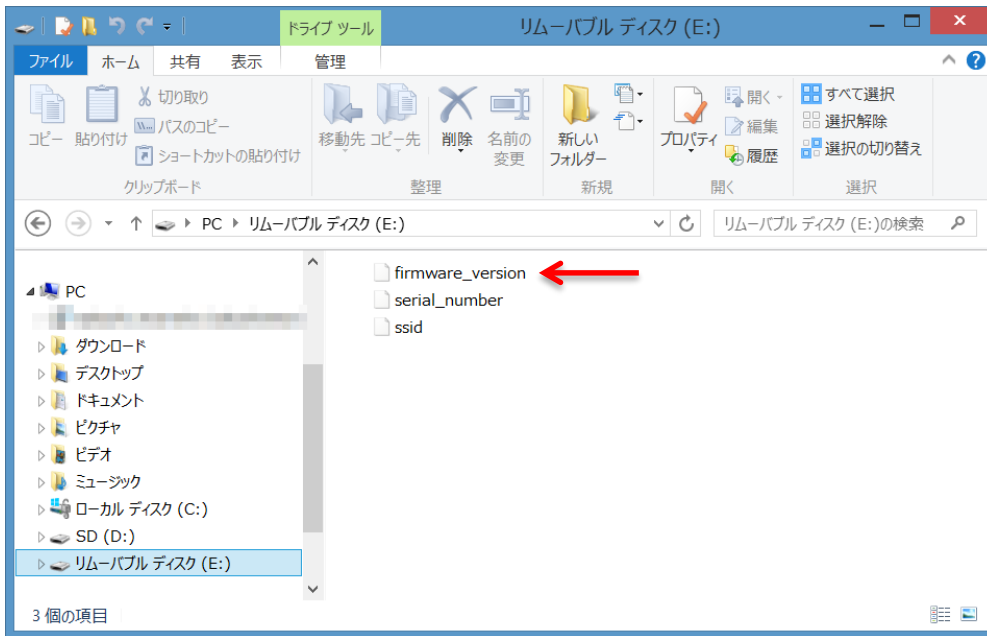 ドライブ ツール
リムーバブル ディスク (E:)
ファイル ホーム 共有 表示 管理
コピー
貼り付け
切り取り
パスのコピー
ショートカットの貼り付け
クリップボード
移動先
コピー先
削除
名前の
変更
整理
新しい
フォルダー
新規
プロパティ
開く
編集
履歴
開く
すべて選択
選択解除
選択の切り替え
選択
PC リムーバブル ディスク (E:)
リムーバブル ディスク (E:)の検索
PC
ダウンロード
デスクトップ
ドキュメント
ピクチャ
ビデオ
ミュージック
ローカル ディスク (C:)
SD (D:)
リムーバブル ディスク (E:)
firmware_version
serial_number
ssid
3 個の項目